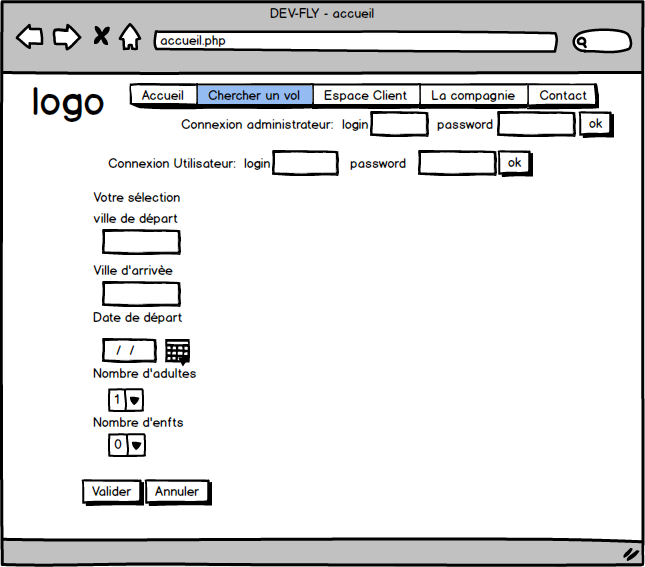 DEV-FLY - accueil
accueil.php
logo
Accueil Chercher un vol Espace Client La compagnie Contact
Connexion administrateur: login password ok
Connexion Utilisateur: login password ok
Votre sélection
ville de départ
Ville d'arrivèe
Date de départ
/ /
Nombre d'adultes
1
Nombre d'enfts
0
Valider Annuler